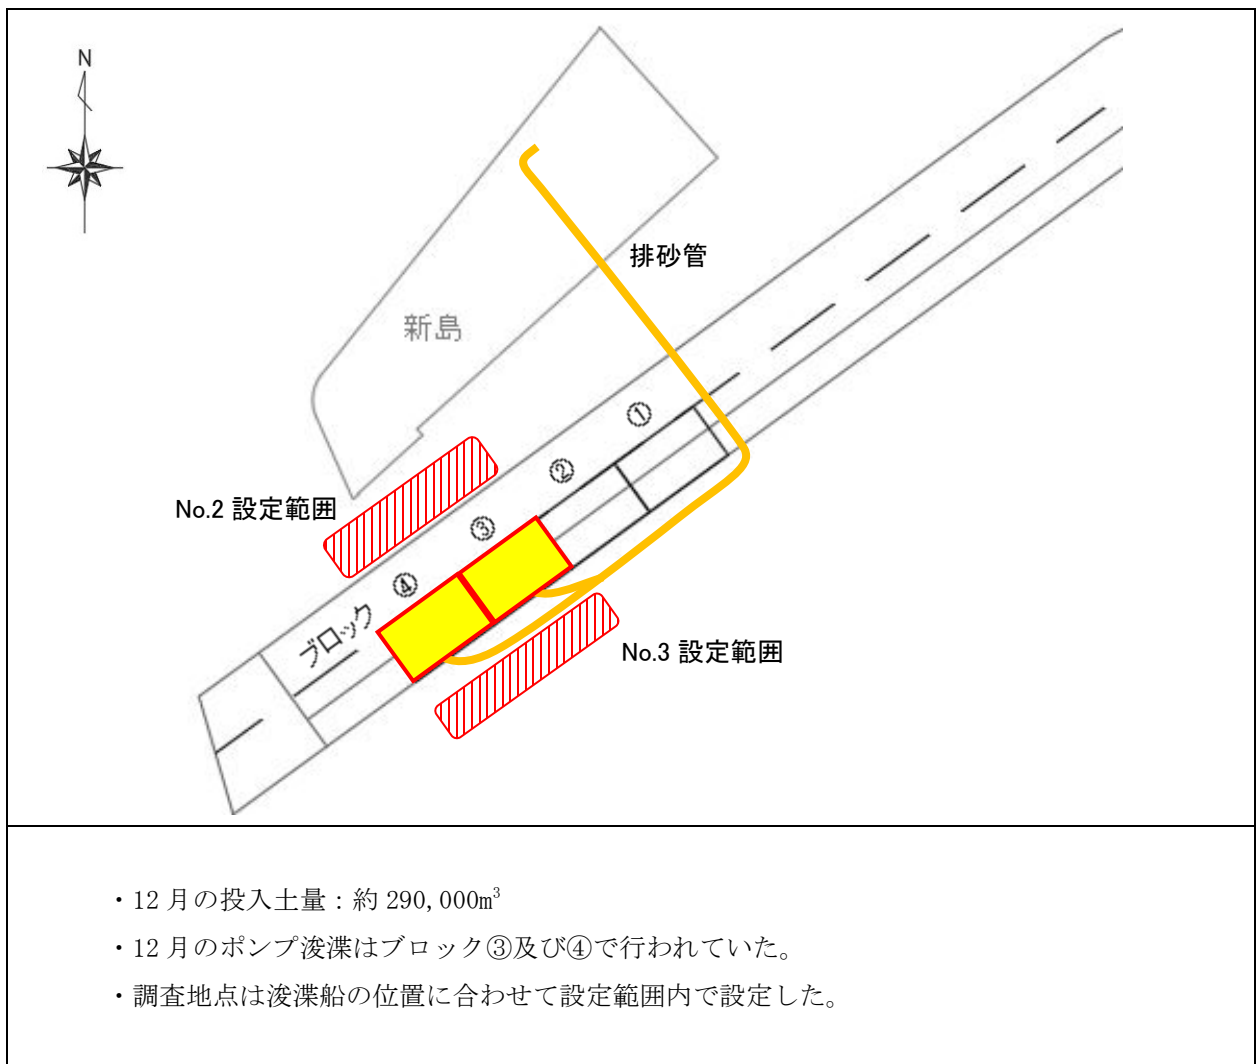 N
排砂管
新島
①
②
No.2 設定範囲
③
④
ブロック
No.3 設定範囲
・12 月の投入土量：約 290,000m³
・12 月のポンプ浚渫はブロック③及び④で行われていた。
・調査地点は浚渫船の位置に合わせて設定範囲内で設定した。